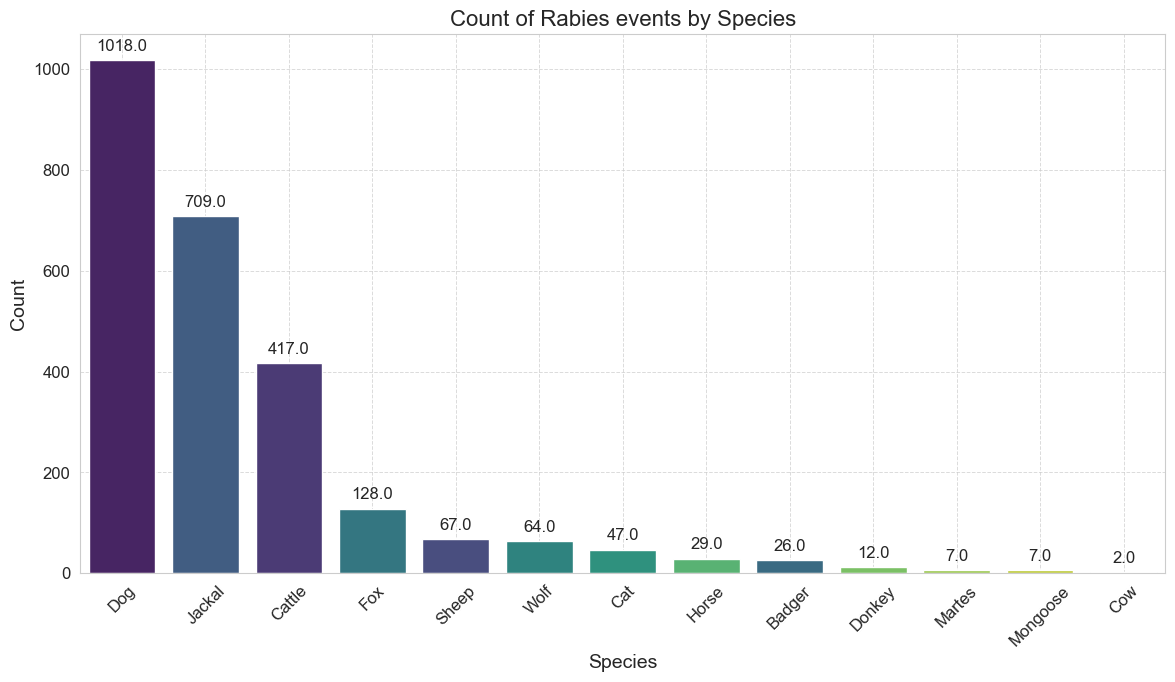 Count of Rabies events by Species
Count
1000
800
600
400
200
0
1018.0
709.0
417.0
128.0
67.0
64.0
47.0
29.0
26.0
12.0
7.0
7.0
2.0
Dog
Jackal
Cattle
Fox
Sheep
Wolf
Cat
Horse
Badger
Donkey
Martes
Mongoose
Cow
Species